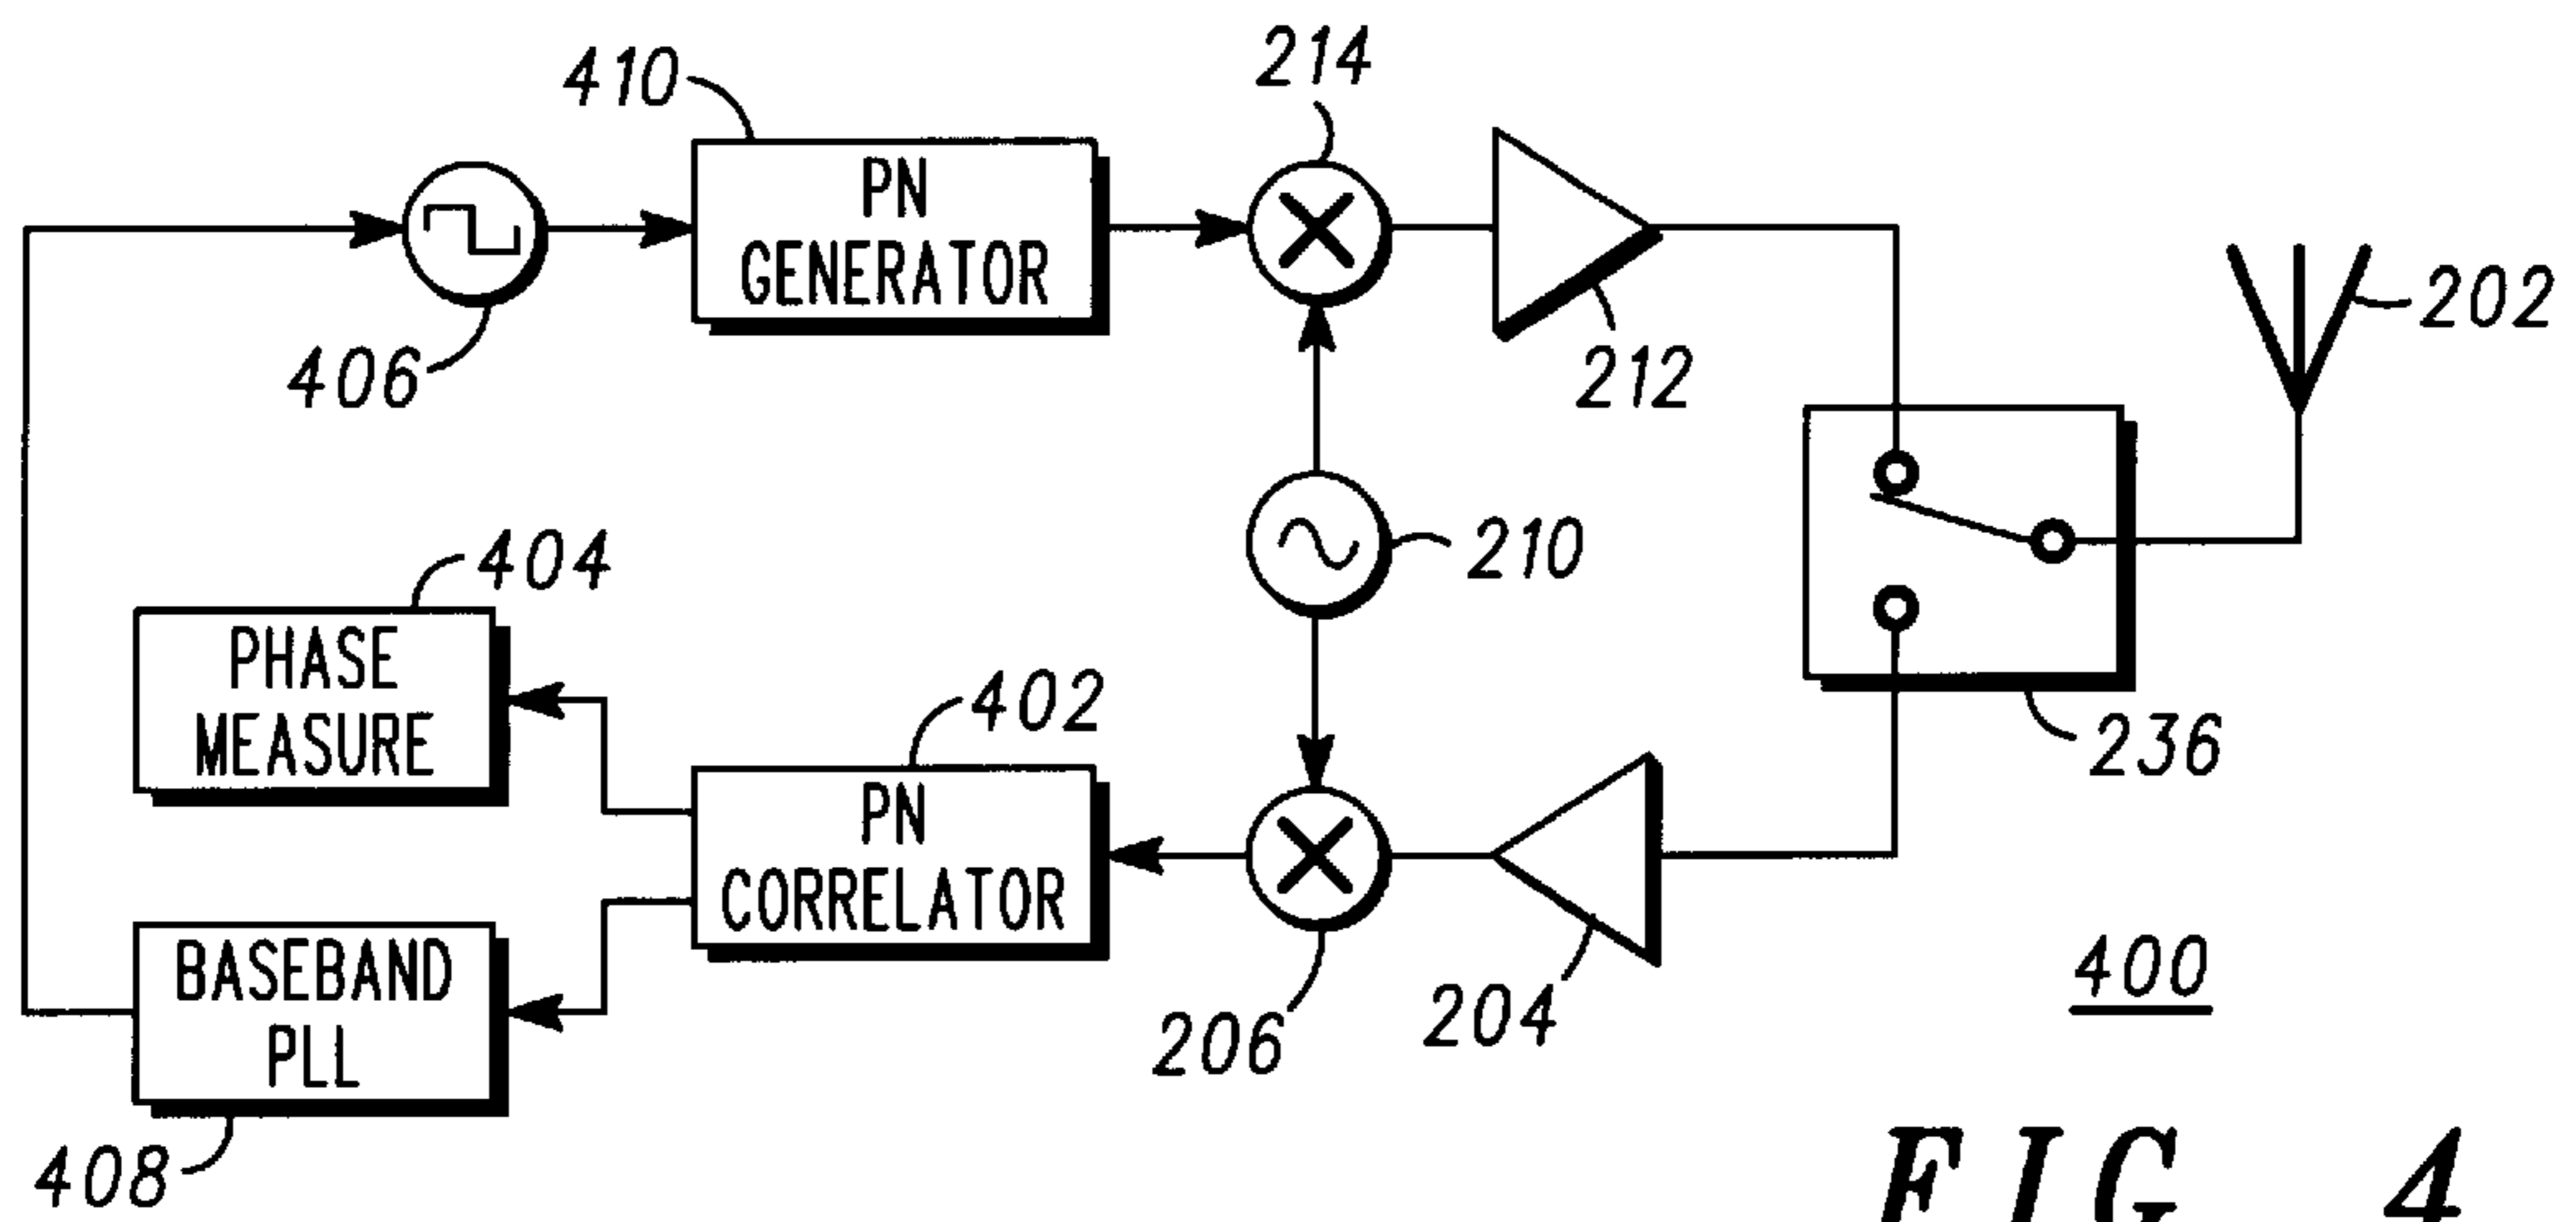 410
214
PN
GENERATOR
406
212
202
404
210
PHASE
MEASURE
402
236
PN
CORRELATOR
BASEBAND
PLL
206
204
400
408
FIG 4